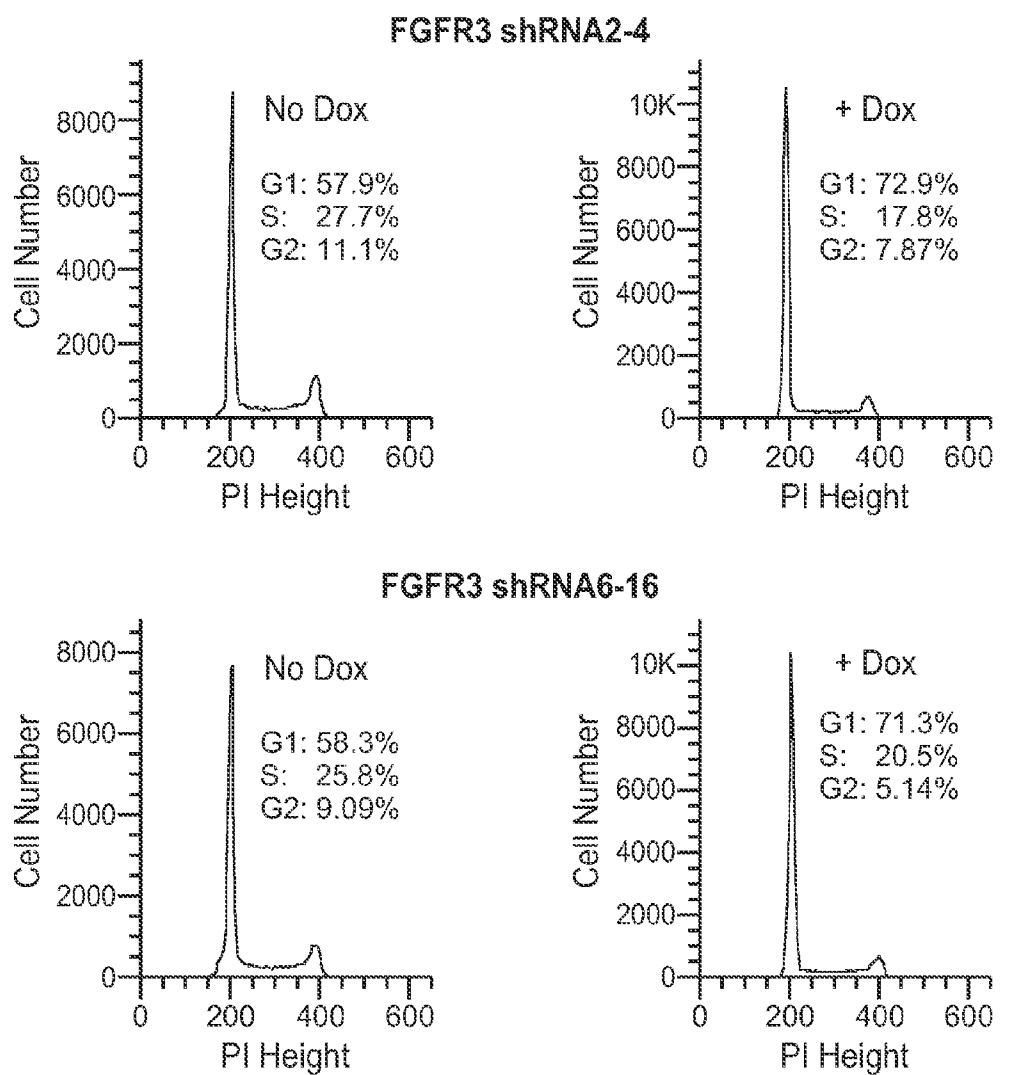 FGFR3 shRNA2-4
No Dox
G1: 57.9%
S: 27.7%
G2: 11.1%
8000
6000
4000
2000
0
Cell Number
0 200 400 600
PI Height
+ Dox
G1: 72.9%
S: 17.8%
G2: 7.87%
10K
8000
6000
4000
2000
0
Cell Number
0 200 400 600
PI Height
FGFR3 shRNA6-16
No Dox
G1: 58.3%
S: 25.8%
G2: 9.09%
8000
6000
4000
2000
0
Cell Number
0 200 400 600
PI Height
+ Dox
G1: 71.3%
S: 20.5%
G2: 5.14%
10K
8000
6000
4000
2000
0
Cell Number
0 200 400 600
PI Height